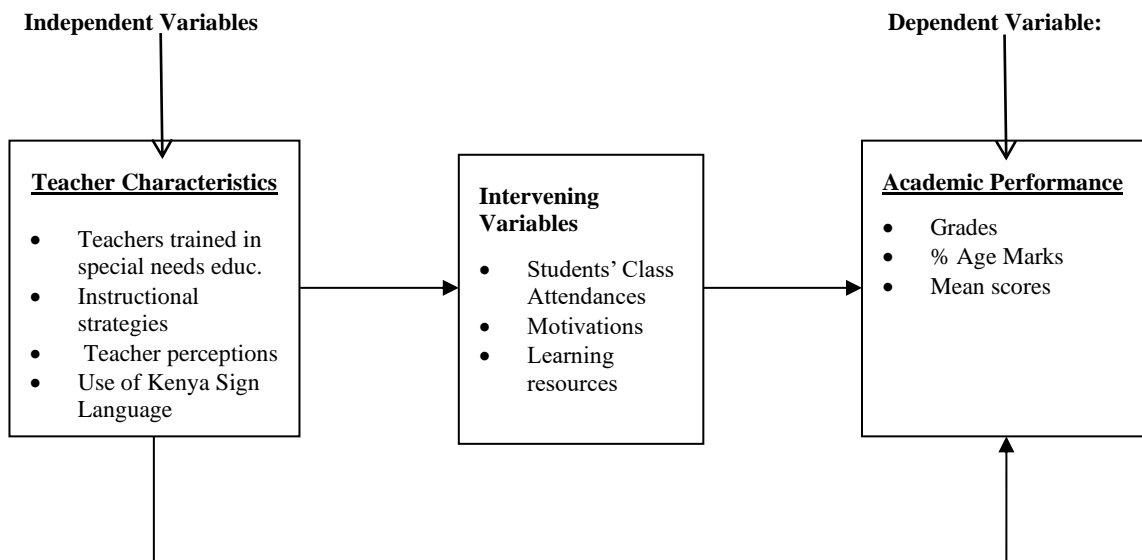 Independent Variables
Dependent Variable:
Teacher Characteristics
• Teachers trained in
special needs educ.
• Instructional
strategies
• Teacher perceptions
• Use of Kenya Sign
Language
Intervening
Variables
• Students’ Class
Attendances
• Motivations
• Learning
resources
Academic Performance
• Grades
• % Age Marks
• Mean scores